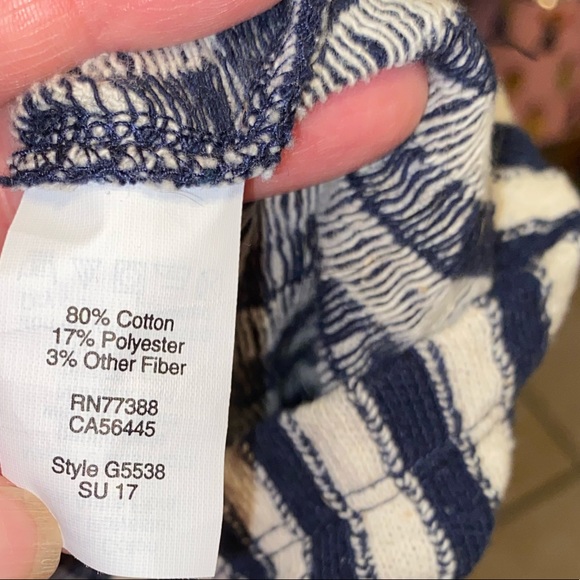 80% Cotton
17% Polyester
3% Other Fiber
RN77388
CA56445
Style G5538
SU 17